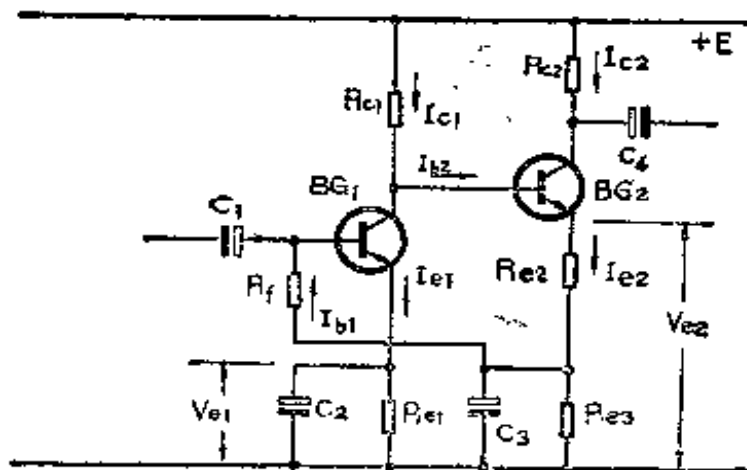 +E
Rc2
Ic2
Rc1
Ic1
C4
Ib2
BG1
BG2
C1
Rf
Ie1
Re2
Ie2
Ib1
Ve2
Ve1
C2
Re1
C3
Re3